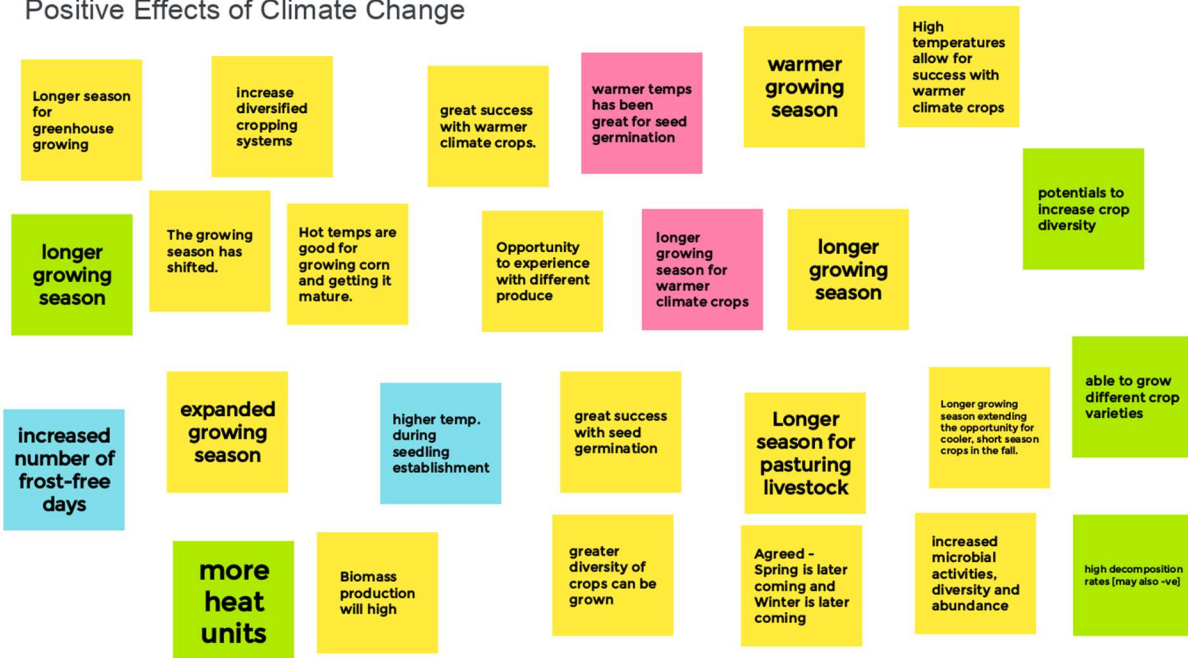 Positive Effects of Climate Change
Longer season
for
greenhouse
growing
increase
diversified
cropping
systems
great success
with warmer
climate crops.
warmer temps
has been
great for seed
germination
warmer
growing
season
High
temperatures
allow for
success with
warmer
climate crops
longer
growing
season
The growing
season has
shifted.
Hot temps are
good for
growing corn
and getting it
mature.
Opportunity
to experience
with different
produce
longer
growing
season for
warmer
climate crops
longer
growing
season
potentials to
increase crop
diversity
increased
number of
frost-free
days
expanded
growing
season
higher temp.
during
seedling
establishment
great success
with seed
germination
Longer
season for
pasturing
livestock
Longer growing
season extending
the opportunity for
cooler, short season
crops in the fall.
able to grow
different crop
varieties
more
heat
units
Biomass
production
will high
greater
diversity of
crops can be
grown
Agreed -
Spring is later
coming and
Winter is later
coming
increased
microbial
activities,
diversity and
abundance
high decomposition
rates [may also -ve]